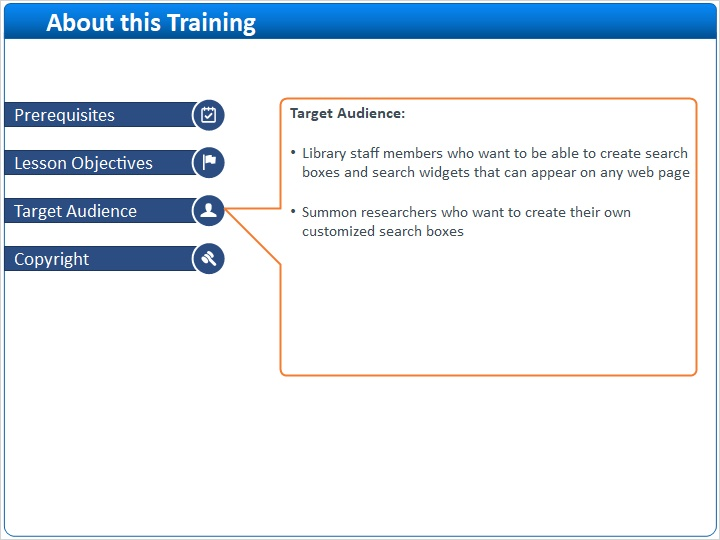 About this Training
Prerequisites
Lesson Objectives
Target Audience
Copyright
Target Audience:
• Library staff members who want to be able to create search
boxes and search widgets that can appear on any web page
• Summon researchers who want to create their own
customized search boxes